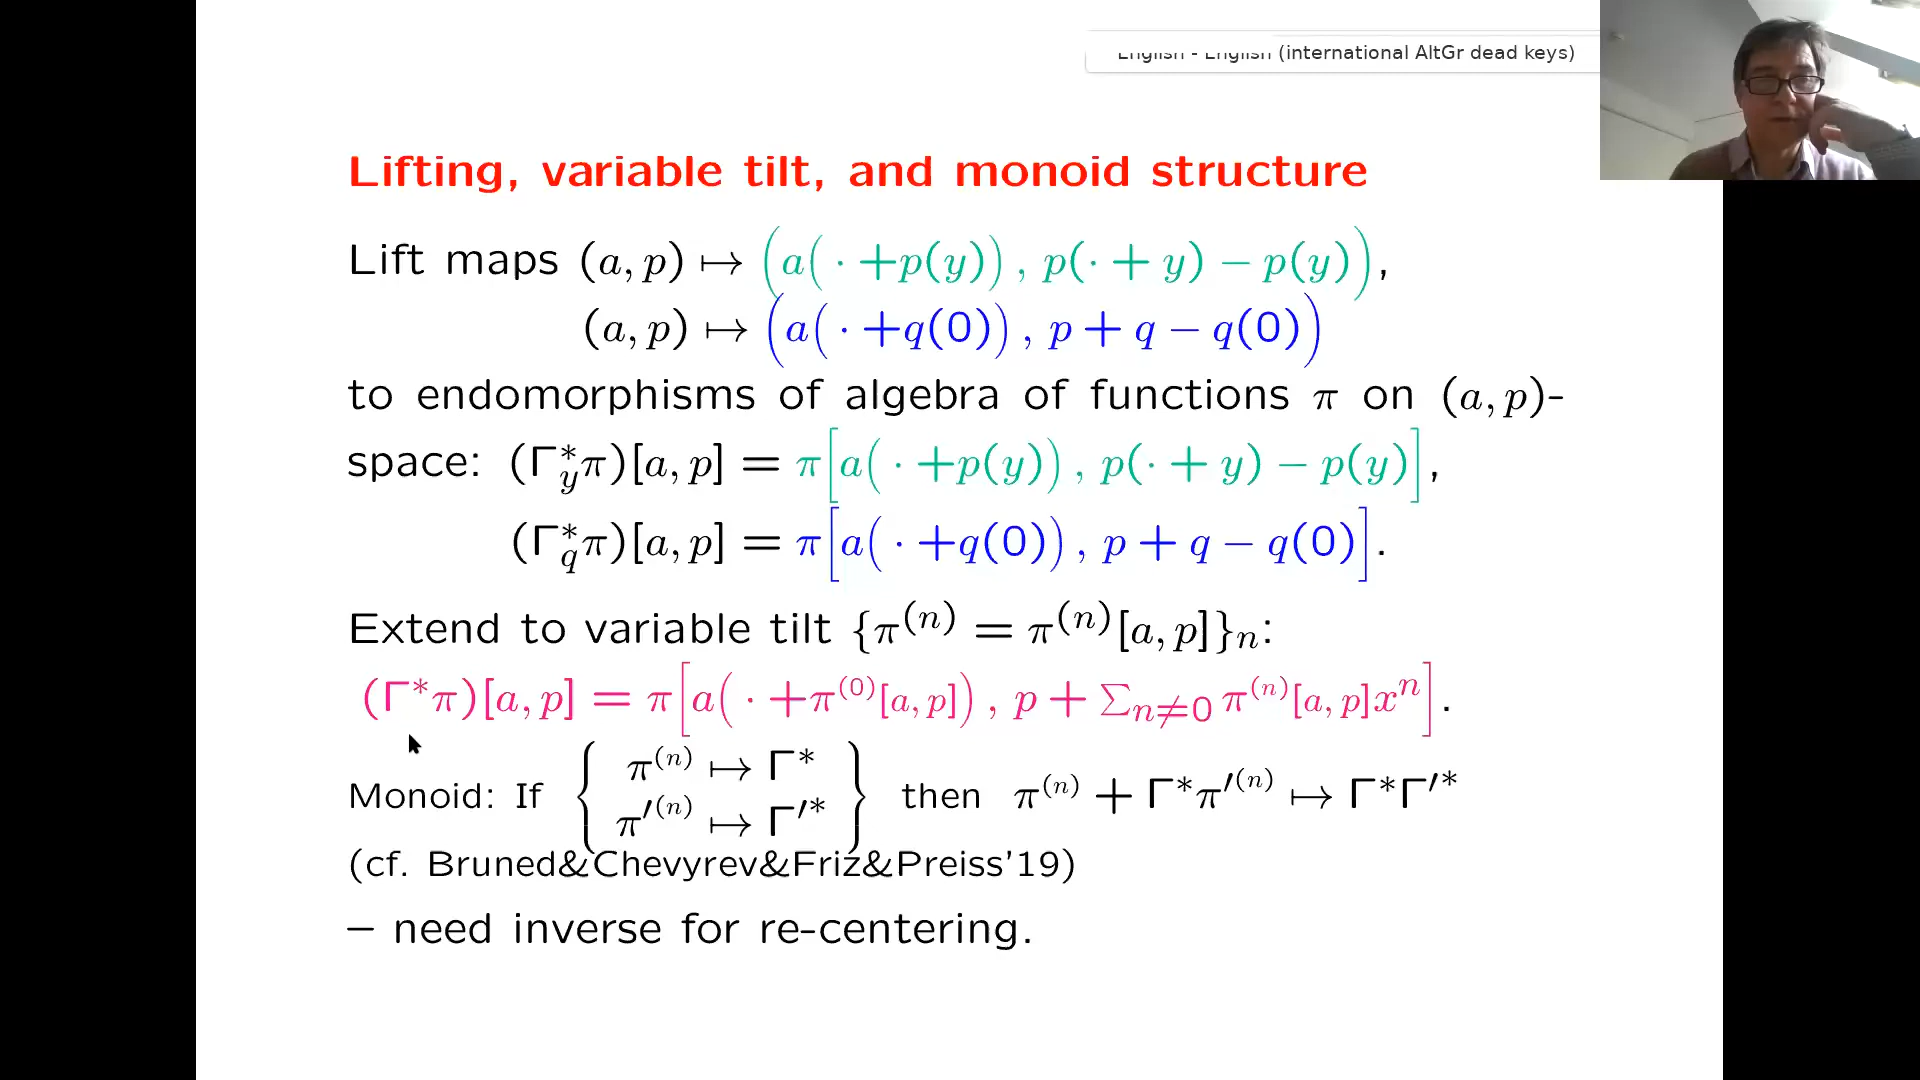 English - English (international AltGr dead keys)
Lifting, variable tilt, and monoid structure
Lift maps (a, p) ↦ (a( · +p(y)) , p(· + y) − p(y)),
(a, p) ↦ (a( · +q(0)) , p + q − q(0))
to endomorphisms of algebra of functions π on (a, p)-
space: (Γ*_y π)[a, p] = π[a( · +p(y)) , p(· + y) − p(y)],
(Γ*_q π)[a, p] = π[a( · +q(0)) , p + q − q(0)].
Extend to variable tilt {π^(n) = π^(n)[a, p]}_n:
(Γ*π)[a, p] = π[a( · +π^(0)[a, p]) , p + ∑_{n≠0} π^(n)[a, p]x^n].
Monoid: If { π^(n) ↦ Γ* π′^(n) ↦ Γ′* } then π^(n) + Γ*π′^(n) ↦ Γ*Γ′*
(cf. Bruned&Chevyrev&Friz&Preiss’19)
– need inverse for re-centering.